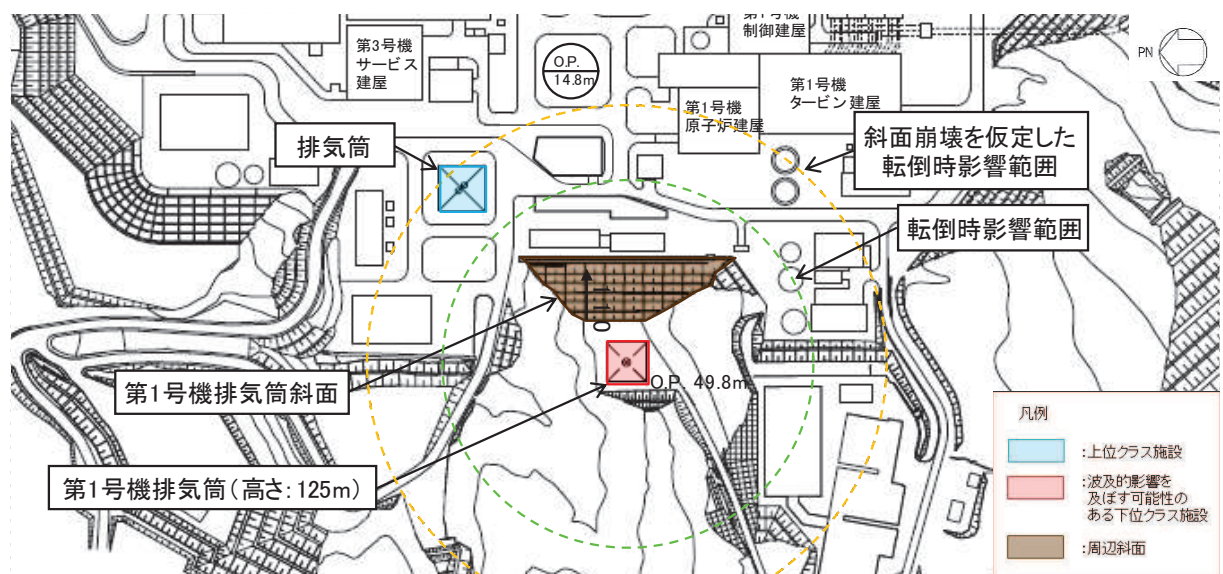 第1号機
制御建屋
PN
第3号機
サービス
建屋
O.P.
14.8m
第1号機
タービン建屋
第1号機
原子炉建屋
排気筒
斜面崩壊を仮定した
転倒時影響範囲
転倒時影響範囲
第1号機排気筒斜面
O.P. 49.8m
第1号機排気筒(高さ:125m)
凡例
:上位クラス施設
:波及的影響を
及ぼす可能性の
ある下位クラス施設
:周辺斜面